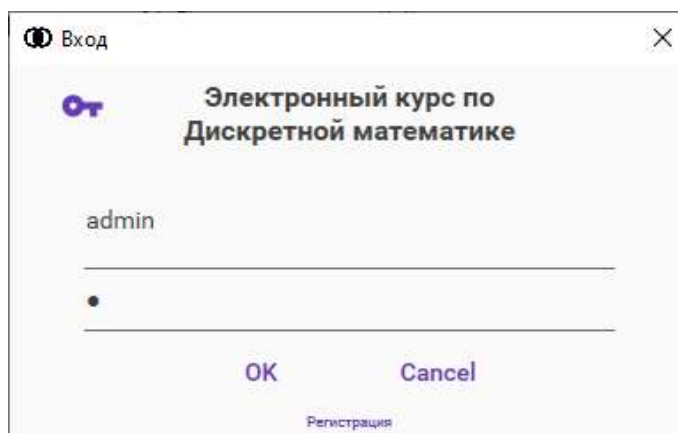 Вход
Электронный курс по
Дискретной математике
admin
●
OK Cancel
Регистрация